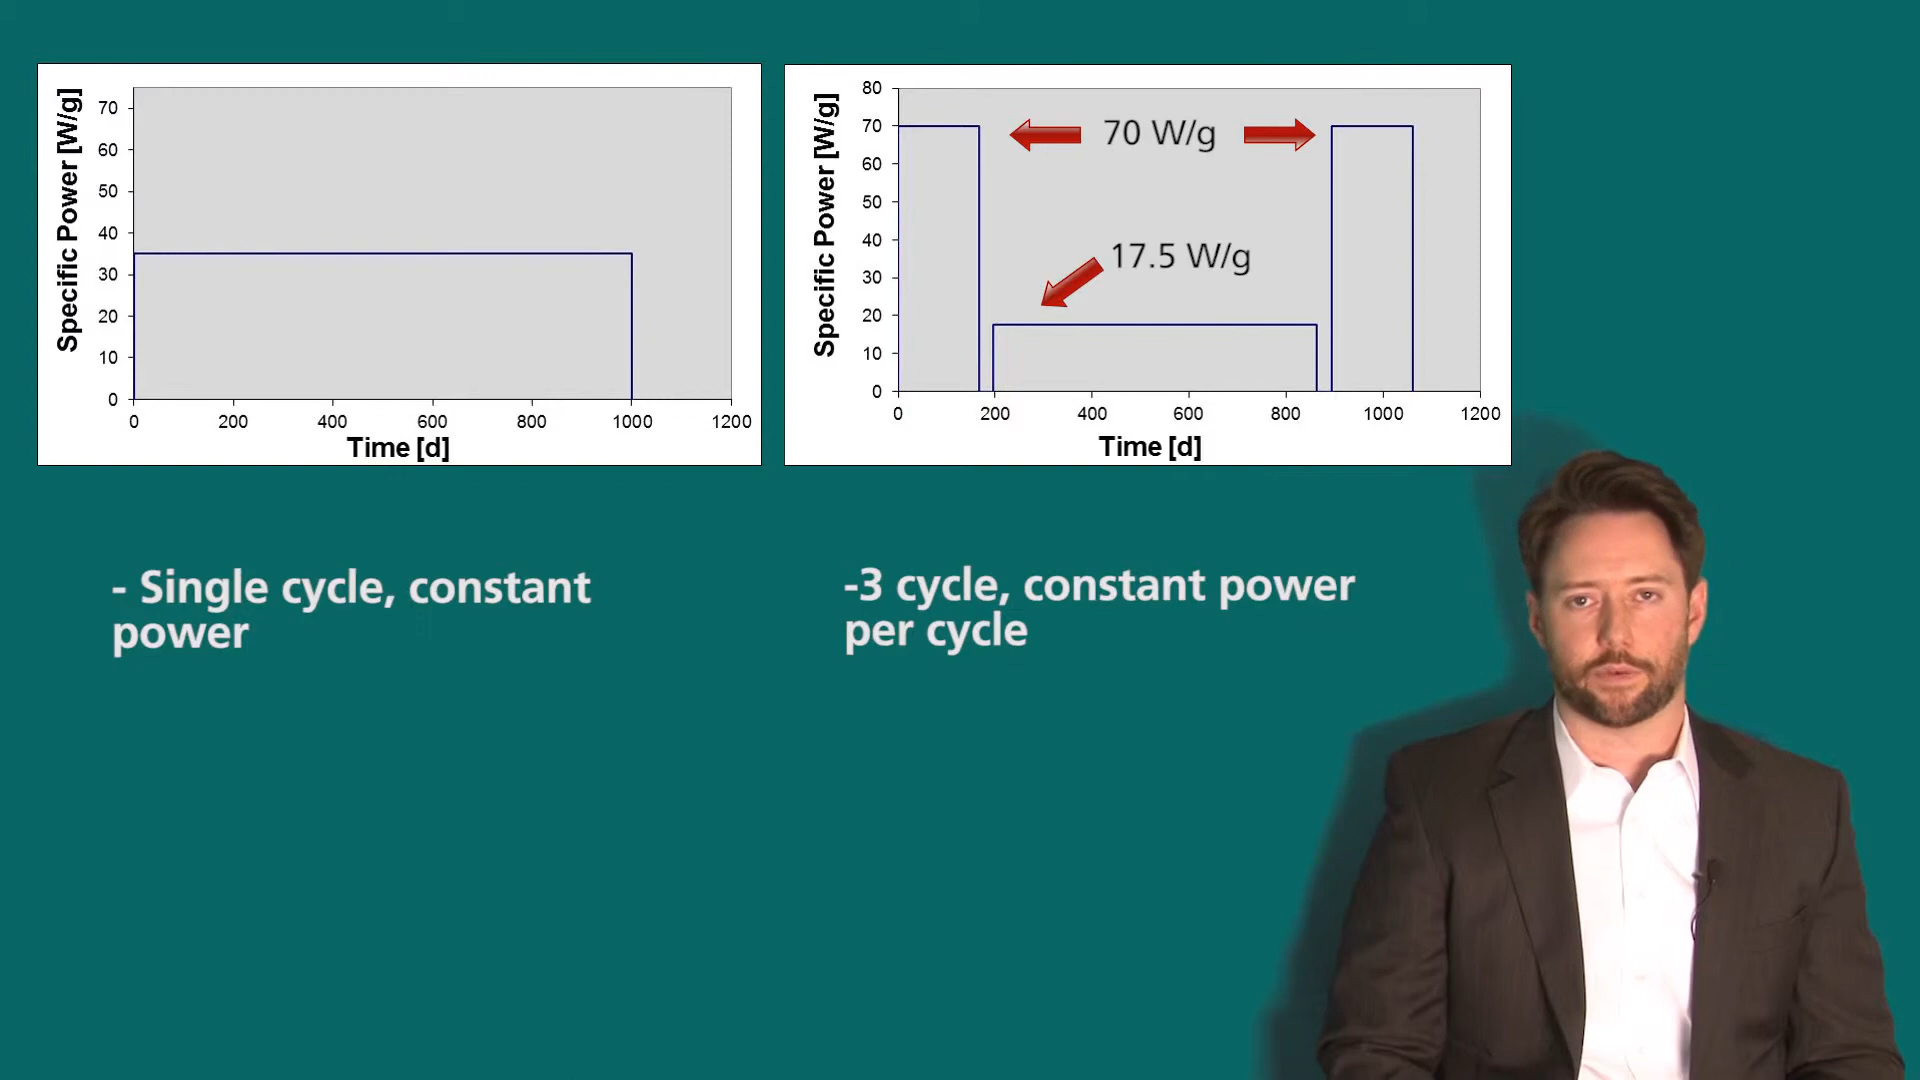 Specific Power [W/g]
70
60
50
40
30
20
10
0
0 200 400 600 800 1000 1200
Time [d]
Specific Power [W/g]
80
70
60
50
40
30
20
10
0
70 W/g
17.5 W/g
0 200 400 600 800 1000 1200
Time [d]
- Single cycle, constant
power
-3 cycle, constant power
per cycle